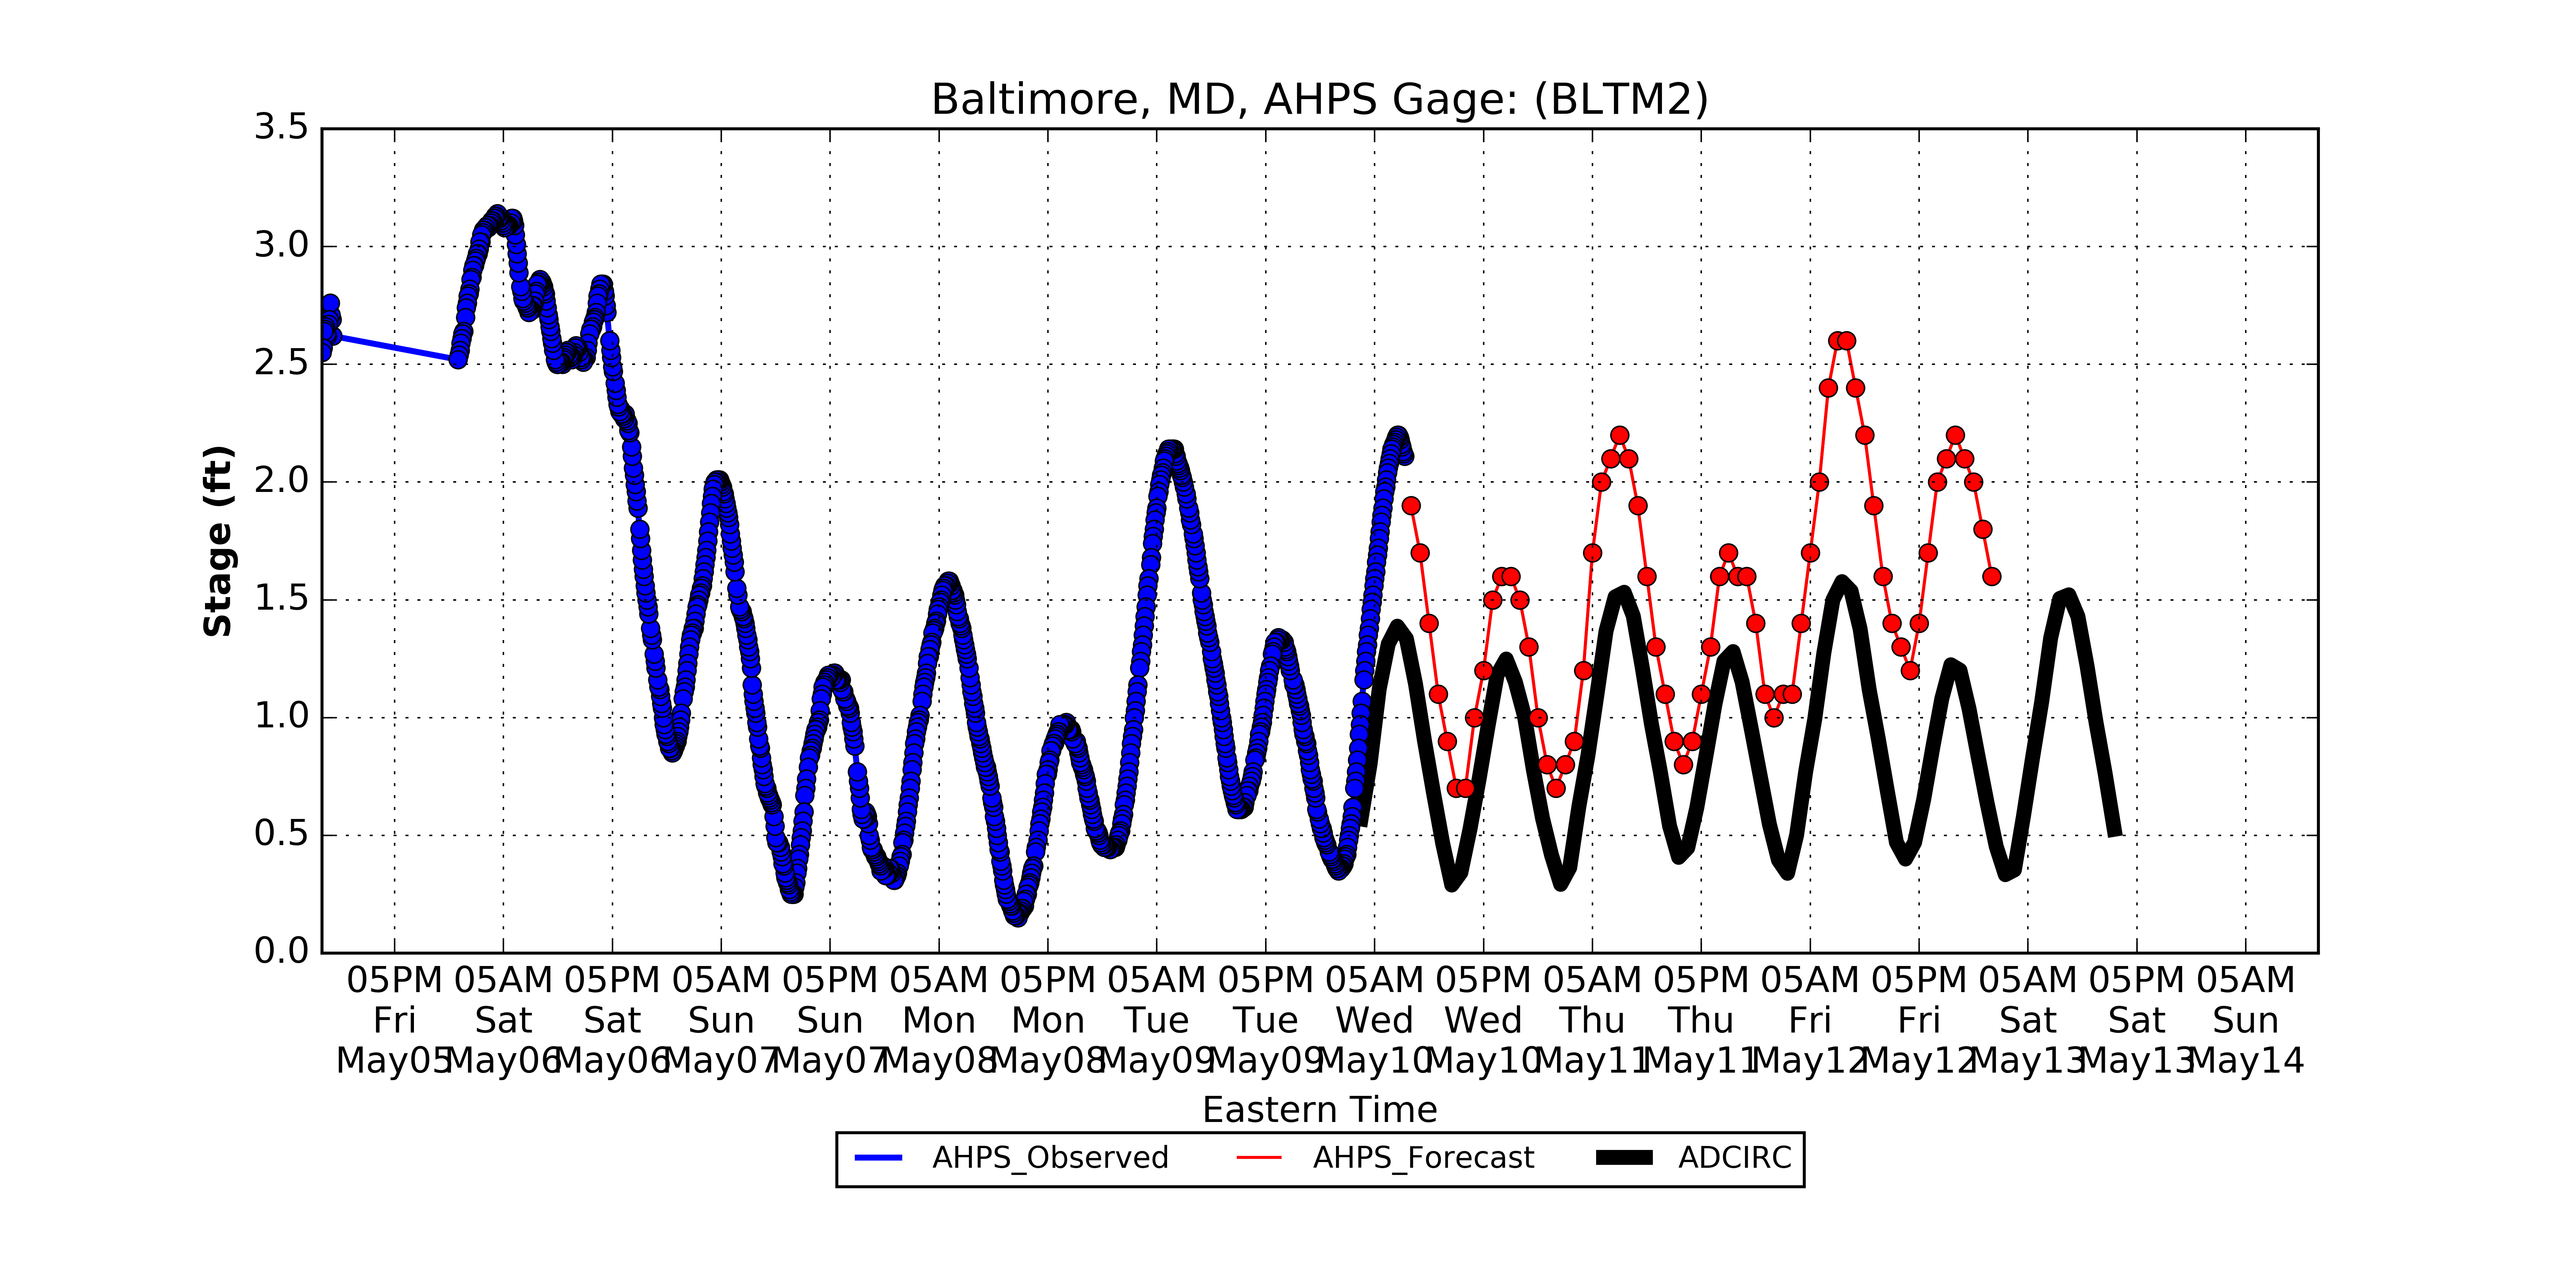 Baltimore, MD, AHPS Gage: (BLTM2)
3.5
3.0
2.5
2.0
1.5
1.0
0.5
0.0
Stage (ft)
05PM 05AM 05PM 05AM 05PM 05AM 05PM 05AM 05PM 05AM 05PM 05AM 05PM 05AM 05PM 05AM 05PM 05AM
Fri Sat Sat Sun Sun Mon Mon Tue Tue Wed Wed Thu Thu Fri Fri Sat Sat Sun
May05 May06 May06 May07 May07 May08 May08 May09 May09 May10 May10 May11 May11 May12 May12 May13 May13 May14
Eastern Time
AHPS_Observed AHPS_Forecast ADCIRC